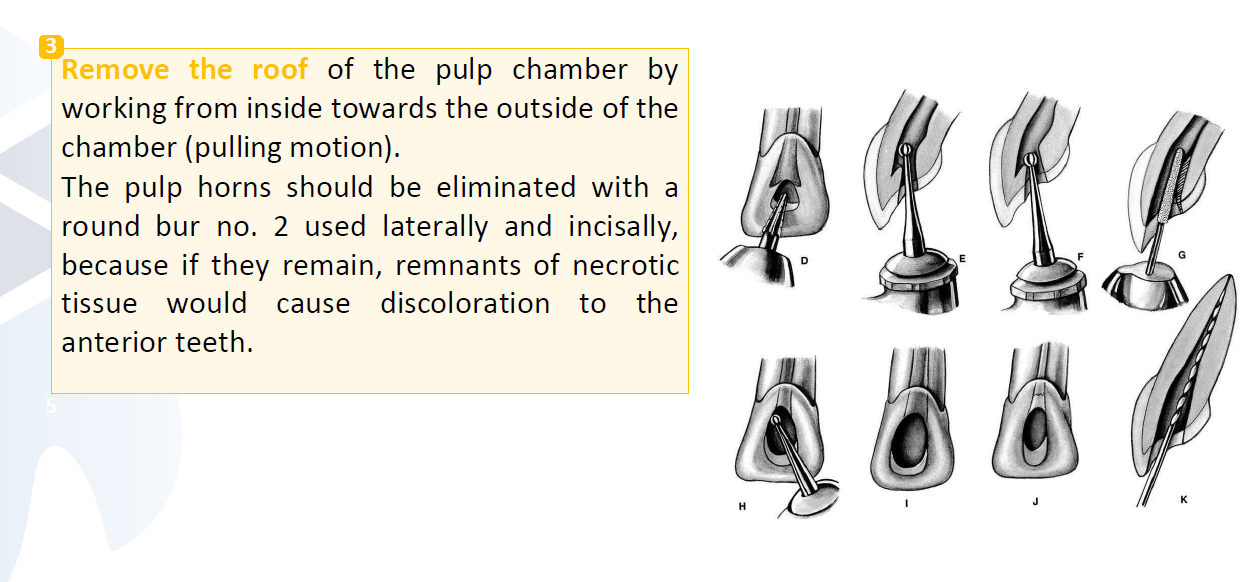 3
Remove the roof of the pulp chamber by
working from inside towards the outside of the
chamber (pulling motion).
The pulp horns should be eliminated with a
round bur no. 2 used laterally and incisally,
because if they remain, remnants of necrotic
tissue would cause discoloration to the
anterior teeth.
5
D
E
F
G
H
I
J
K